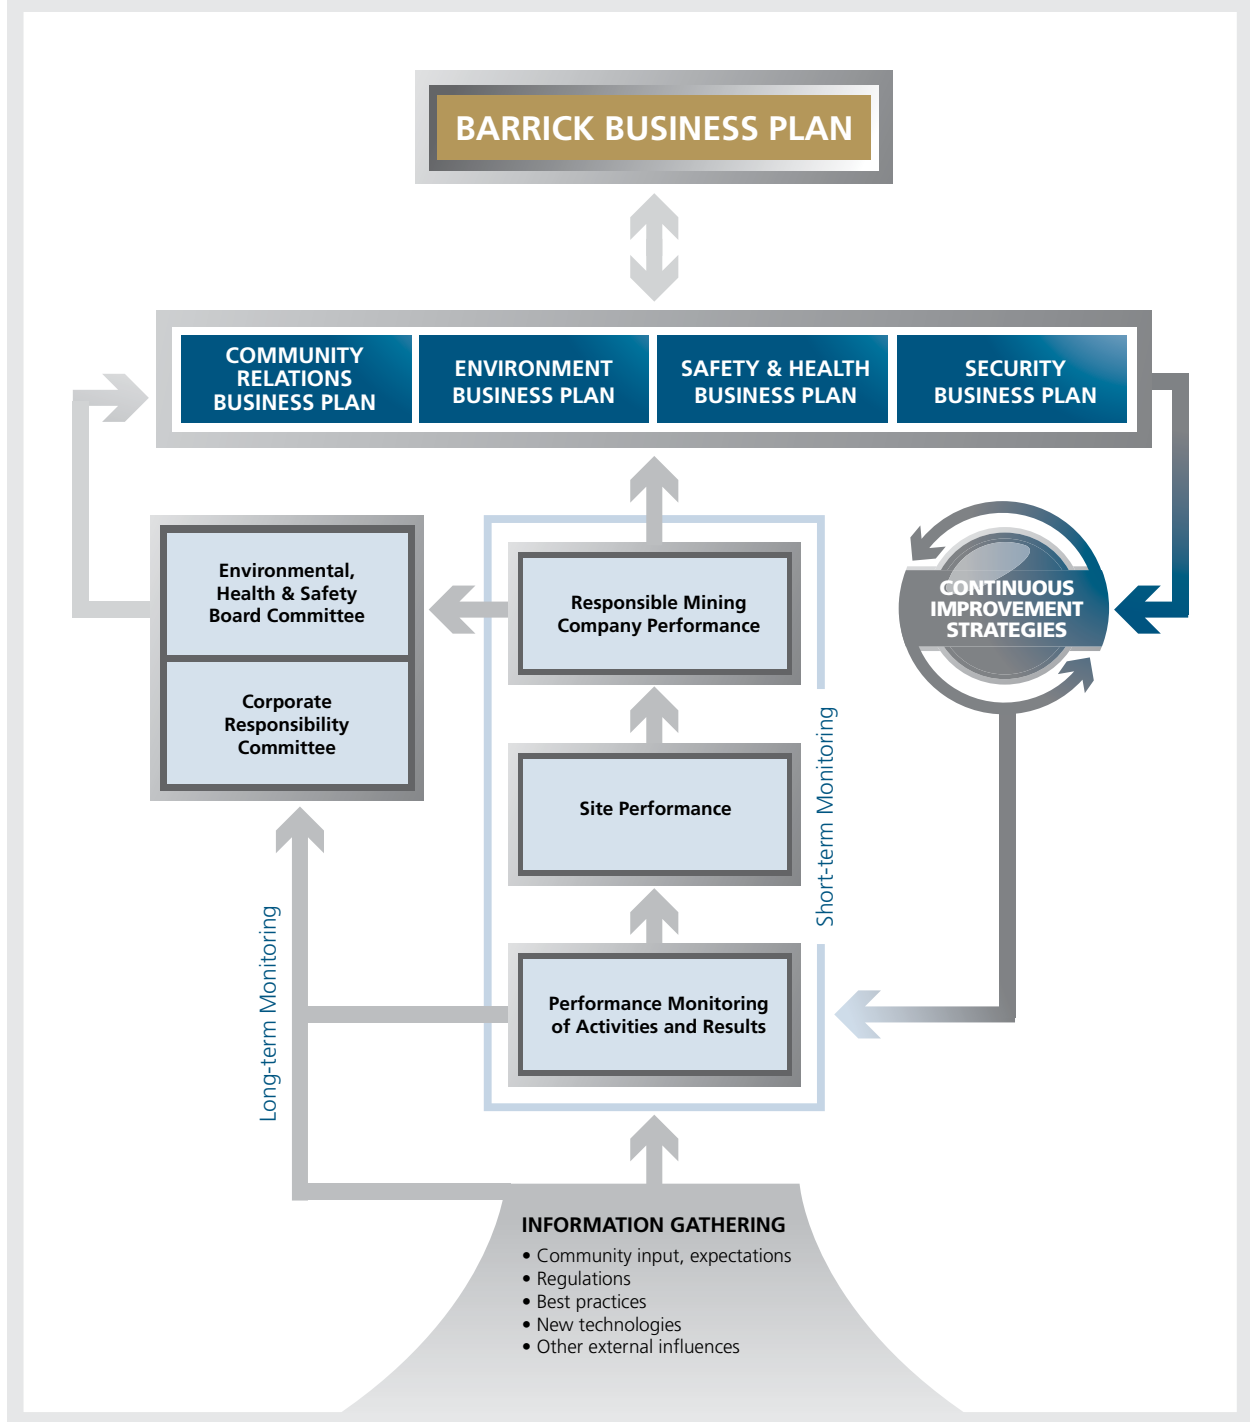 BARRICK BUSINESS PLAN
COMMUNITY
RELATIONS
BUSINESS PLAN
ENVIRONMENT
BUSINESS PLAN
SAFETY & HEALTH
BUSINESS PLAN
SECURITY
BUSINESS PLAN
Environmental,
Health & Safety
Board Committee
Corporate
Responsibility
Committee
Responsible Mining
Company Performance
CONTINUOUS
IMPROVEMENT
STRATEGIES
Site Performance
Short-term Monitoring
Long-term Monitoring
Performance Monitoring
of Activities and Results
INFORMATION GATHERING
• Community input, expectations
• Regulations
• Best practices
• New technologies
• Other external influences